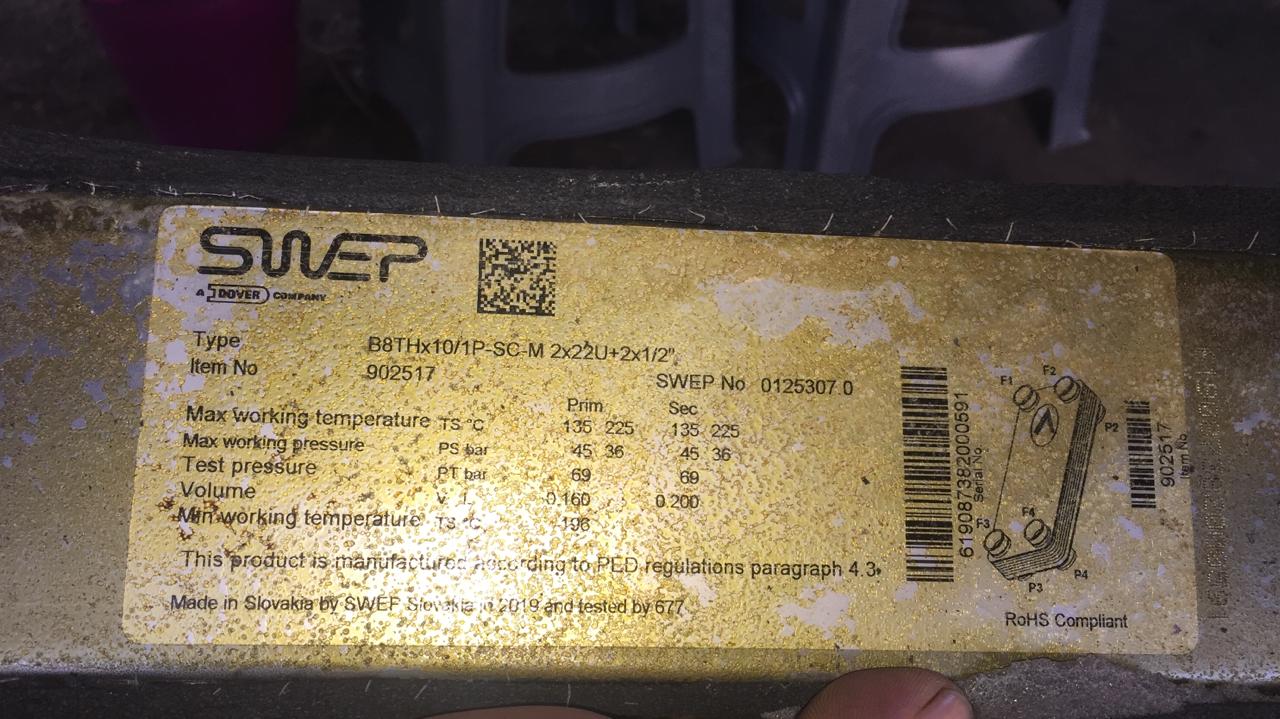 SWEP
A DOVER COMPANY
Type B8THx10/1P-SC-M 2x22U+2x1/2"
Item No 902517 SWEP No 0125307.0
Prim Sec
Max working temperature TS °C 135 225 135 225
Max working pressure PS bar 45 36 45 36
Test pressure PT bar 69 69
Volume V L 0.160 0.200
Min working temperature TS °C -196
This product is manufactured according to PED regulations paragraph 4.3.
Made in Slovakia by SWEP Slovakia in 2019 and tested by 677
619087382000591
Serial No
F1 F2
P2
F3 F4
P3 P4
902517
Item No
RoHS Compliant